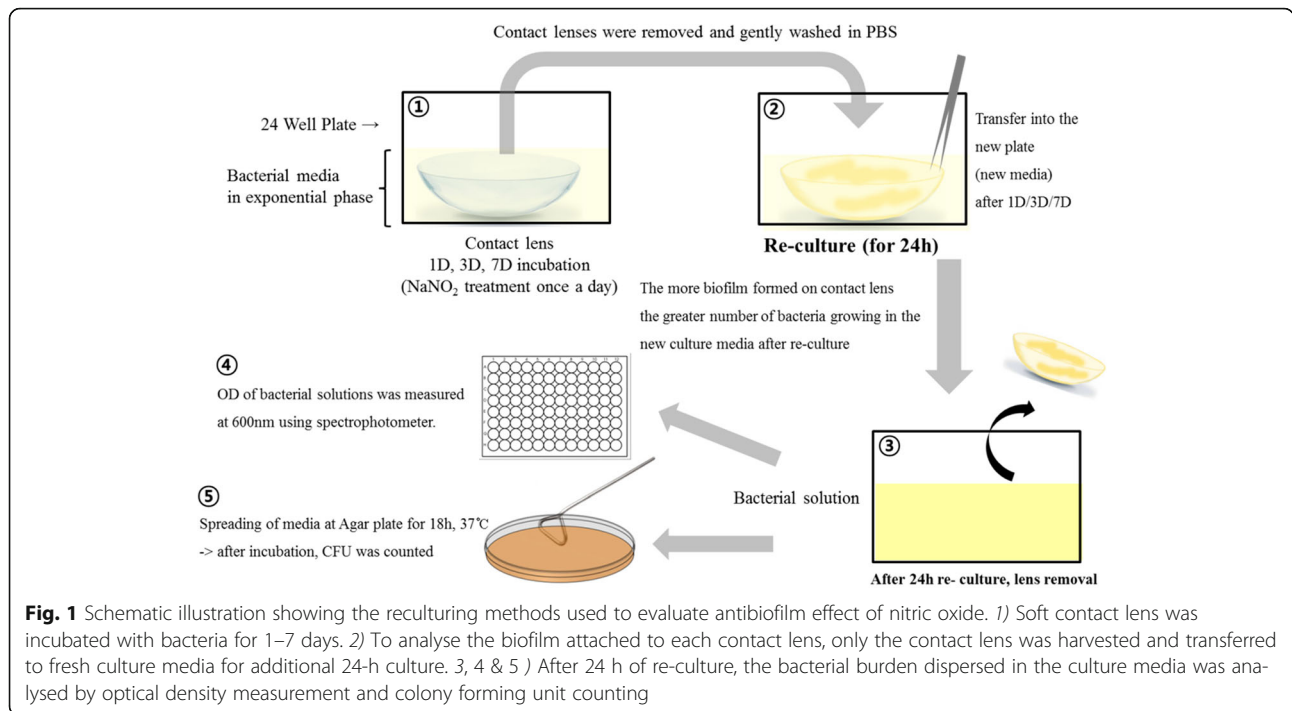 Contact lenses were removed and gently washed in PBS
①
24 Well Plate →
Bacterial media
in exponential phase
Contact lens
1D, 3D, 7D incubation
(NaNO₂ treatment once a day)
②
Transfer into the
new plate
(new media)
after 1D/3D/7D
Re-culture (for 24h)
The more biofilm formed on contact lens
the greater number of bacteria growing in the
new culture media after re-culture
④
OD of bacterial solutions was measured
at 600nm using spectrophotometer.
③
Bacterial solution
After 24h re- culture, lens removal
⑤
Spreading of media at Agar plate for 18h, 37℃
-> after incubation, CFU was counted
Fig. 1 Schematic illustration showing the reculturing methods used to evaluate antibiofilm effect of nitric oxide. 1) Soft contact lens was
incubated with bacteria for 1–7 days. 2) To analyse the biofilm attached to each contact lens, only the contact lens was harvested and transferred
to fresh culture media for additional 24-h culture. 3, 4 & 5 ) After 24 h of re-culture, the bacterial burden dispersed in the culture media was ana-
lysed by optical density measurement and colony forming unit counting